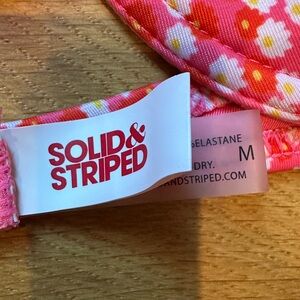 SOLID&
STRIPED
ELASTANE
DRY.
M
ANDSTRIPED.COM